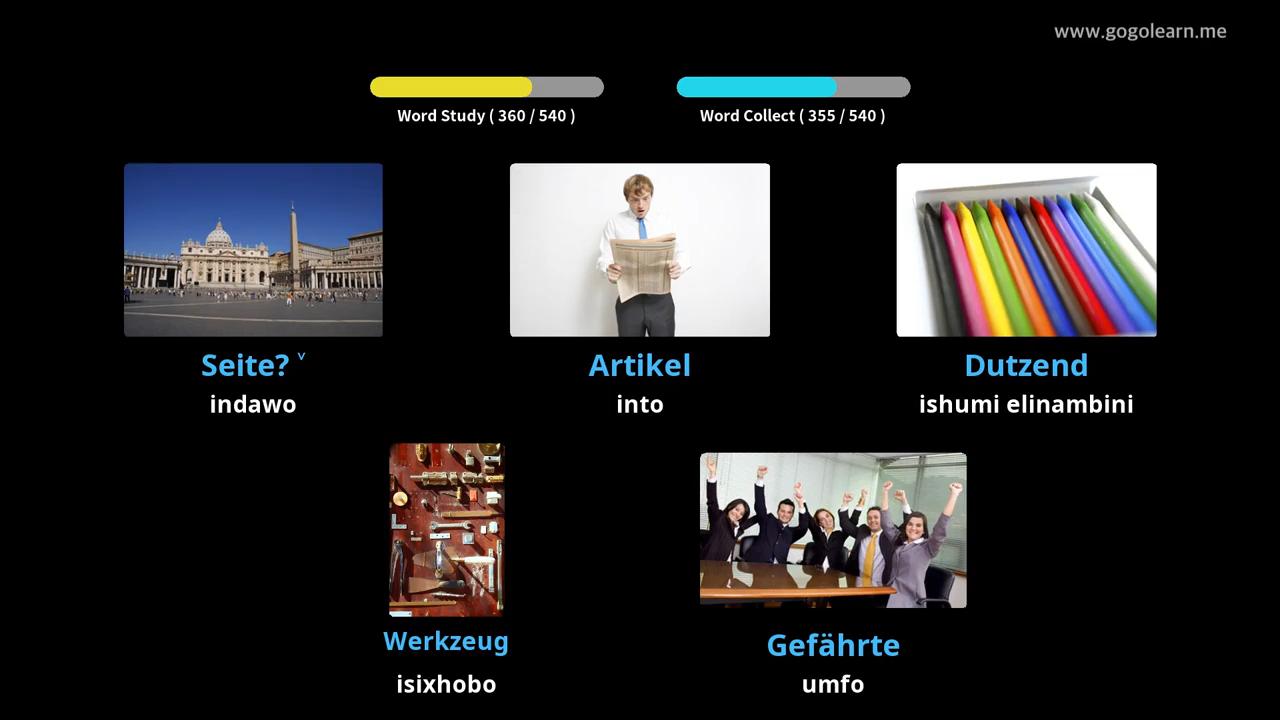 www.gogolearn.me
Word Study ( 360 / 540 )
Word Collect ( 355 / 540 )
Seite? ˅
Artikel
Dutzend
indawo
into
ishumi elinambini
Werkzeug
Gefährte
isixhobo
umfo